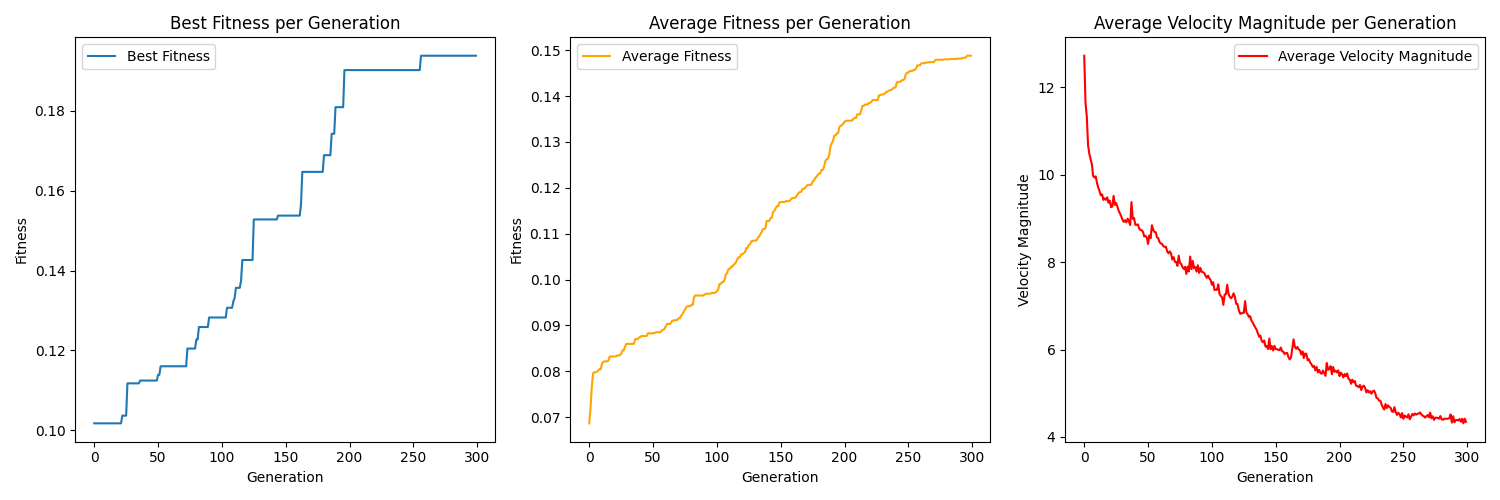 Best Fitness per Generation
Best Fitness
Fitness
0.18
0.16
0.14
0.12
0.10
0 50 100 150 200 250 300
Generation
Average Fitness per Generation
Average Fitness
Fitness
0.15
0.14
0.13
0.12
0.11
0.10
0.09
0.08
0.07
0 50 100 150 200 250 300
Generation
Average Velocity Magnitude per Generation
Average Velocity Magnitude
Velocity Magnitude
12
10
8
6
4
0 50 100 150 200 250 300
Generation